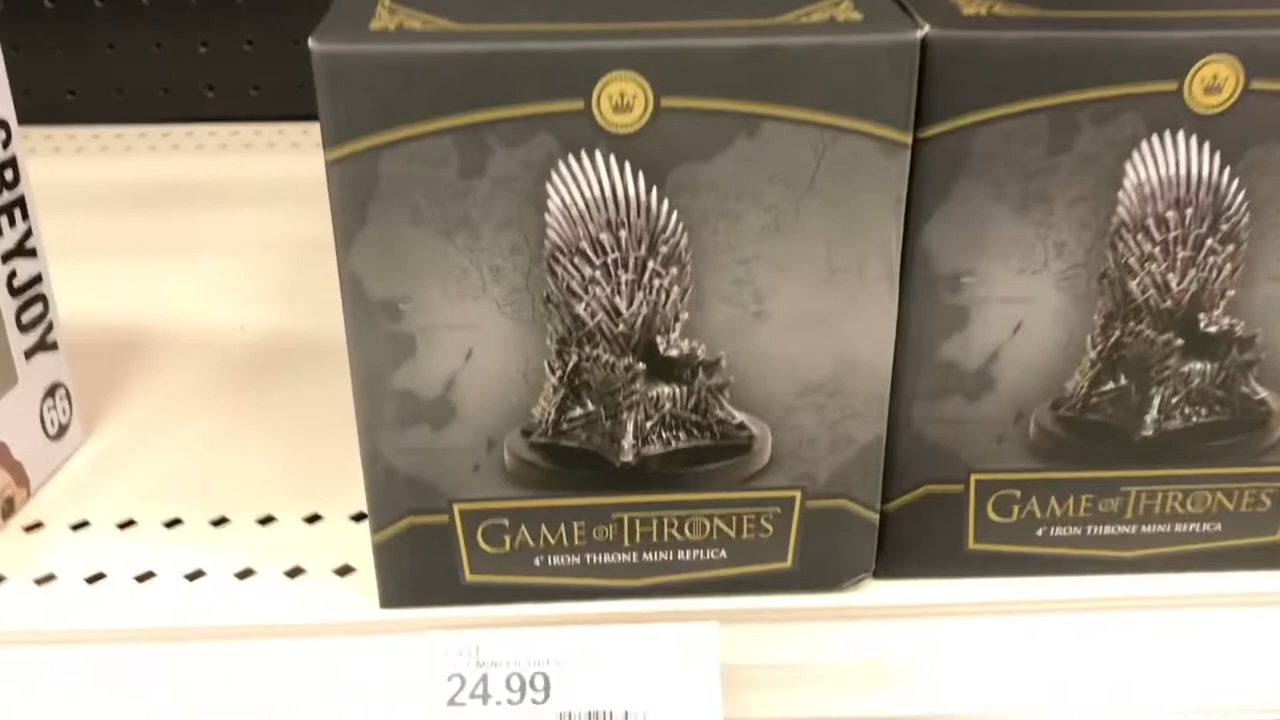 GREYJOY
66
GAME OF THRONES
4" IRON THRONE MINI REPLICA
GAME OF THRONES
4" IRON THRONE MINI REPLICA
24.99